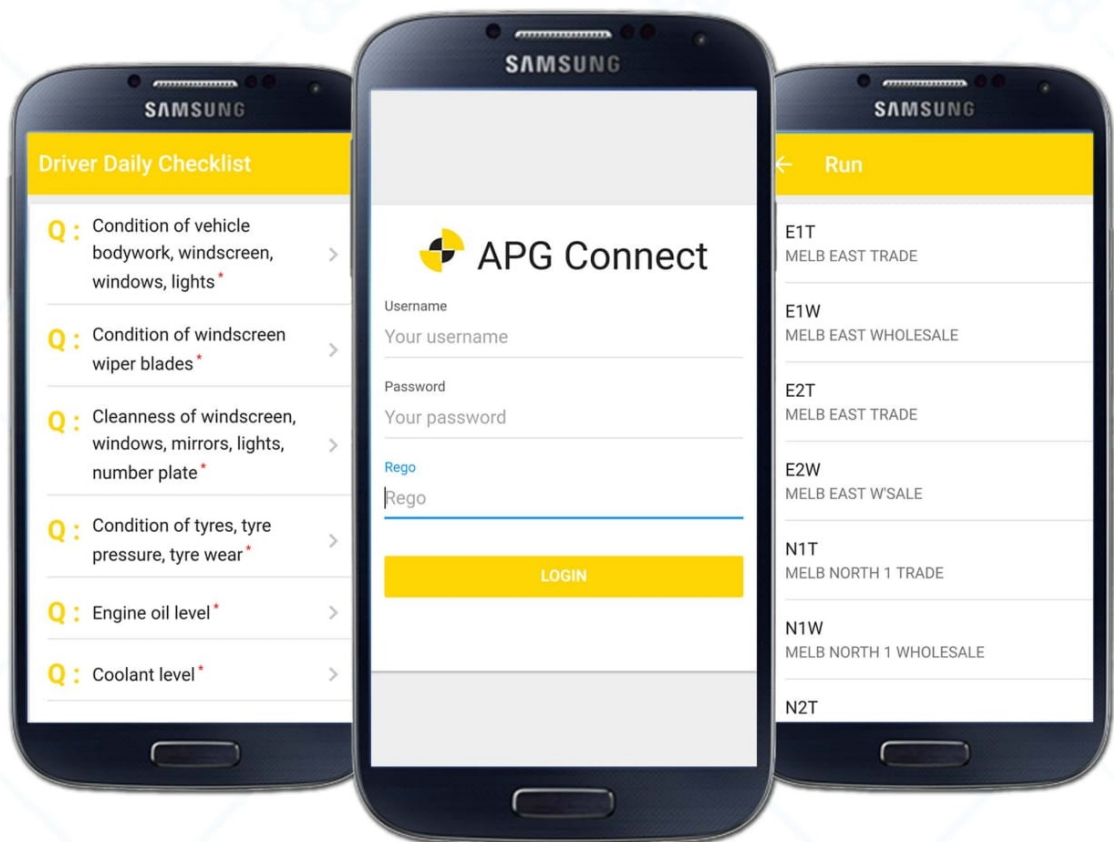 SAMSUNG
Driver Daily Checklist
Q : Condition of vehicle
bodywork, windscreen,
windows, lights *
Q : Condition of windscreen
wiper blades *
Q : Cleanness of windscreen,
windows, mirrors, lights,
number plate *
Q : Condition of tyres, tyre
pressure, tyre wear *
Q : Engine oil level *
Q : Coolant level *
SAMSUNG
APG Connect
Username
Your username
Password
Your password
Rego
Rego
LOGIN
SAMSUNG
Run
E1T
MELB EAST TRADE
E1W
MELB EAST WHOLESALE
E2T
MELB EAST TRADE
E2W
MELB EAST W'SALE
N1T
MELB NORTH 1 TRADE
N1W
MELB NORTH 1 WHOLESALE
N2T